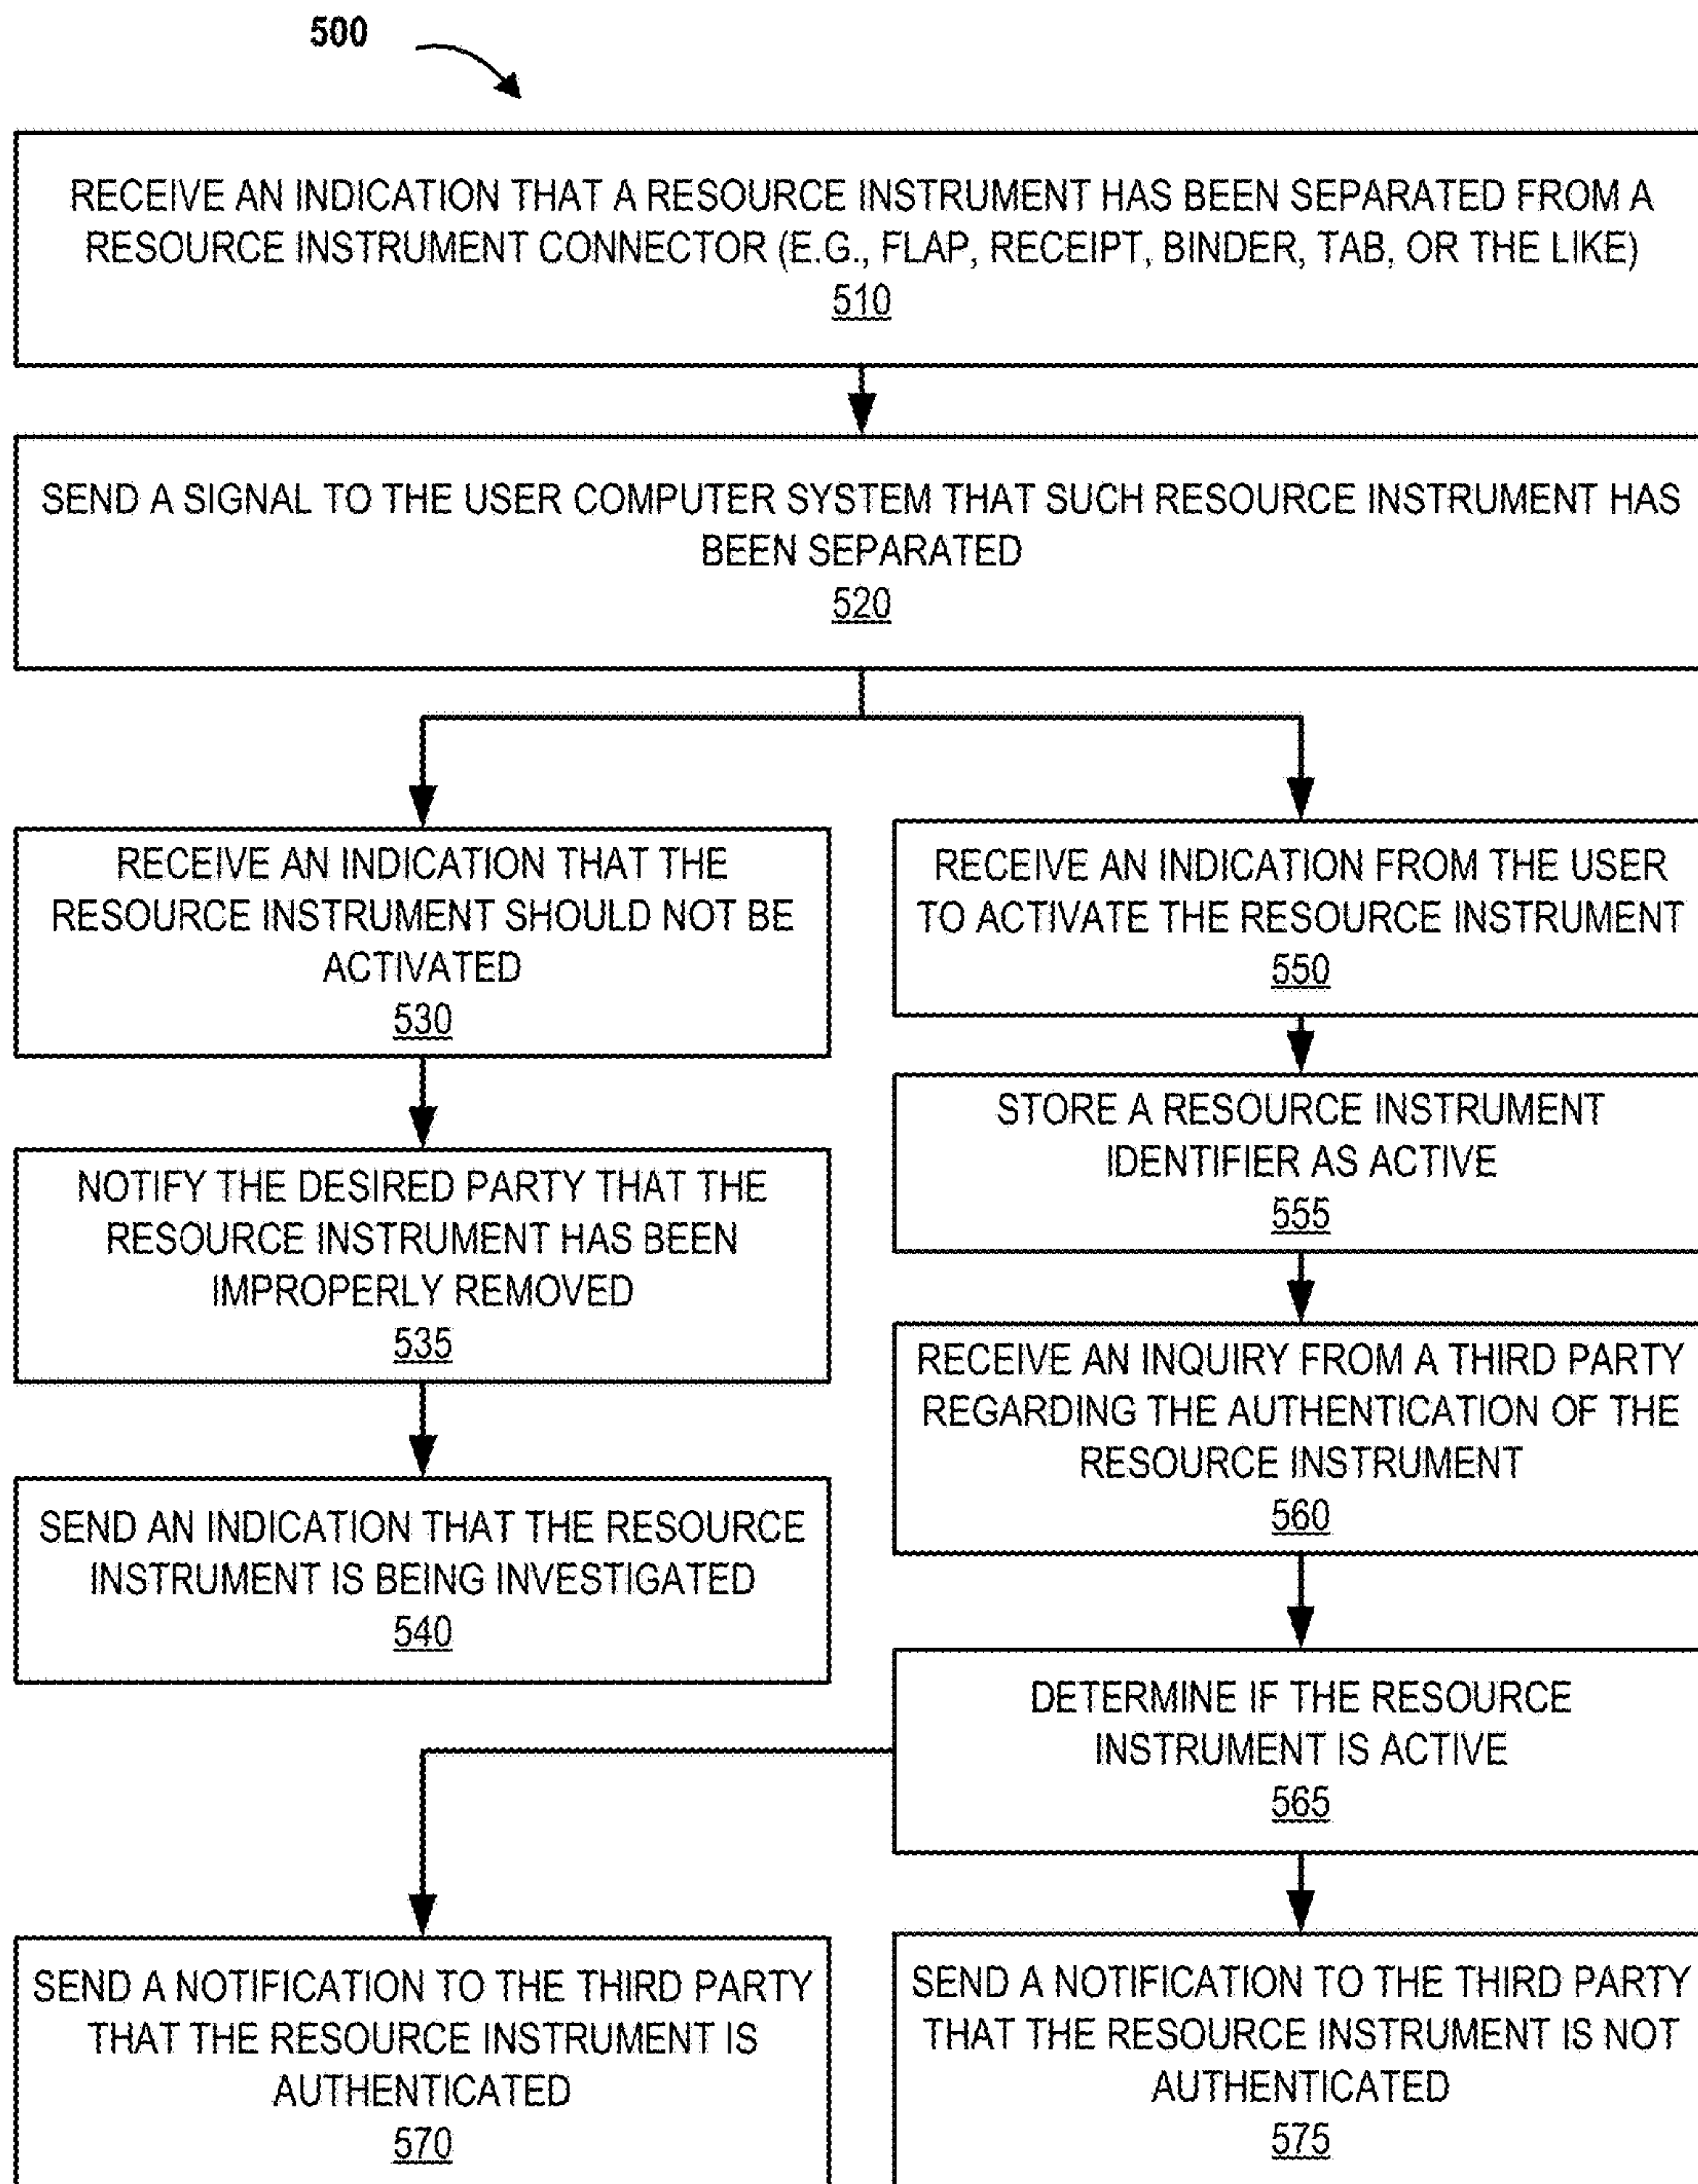 500
RECEIVE AN INDICATION THAT A RESOURCE INSTRUMENT HAS BEEN SEPARATED FROM A
RESOURCE INSTRUMENT CONNECTOR (E.G., FLAP, RECEIPT, BINDER, TAB, OR THE LIKE)
510
SEND A SIGNAL TO THE USER COMPUTER SYSTEM THAT SUCH RESOURCE INSTRUMENT HAS
BEEN SEPARATED
520
RECEIVE AN INDICATION THAT THE
RESOURCE INSTRUMENT SHOULD NOT BE
ACTIVATED
530
NOTIFY THE DESIRED PARTY THAT THE
RESOURCE INSTRUMENT HAS BEEN
IMPROPERLY REMOVED
535
SEND AN INDICATION THAT THE RESOURCE
INSTRUMENT IS BEING INVESTIGATED
540
RECEIVE AN INDICATION FROM THE USER
TO ACTIVATE THE RESOURCE INSTRUMENT
550
STORE A RESOURCE INSTRUMENT
IDENTIFIER AS ACTIVE
555
RECEIVE AN INQUIRY FROM A THIRD PARTY
REGARDING THE AUTHENTICATION OF THE
RESOURCE INSTRUMENT
560
DETERMINE IF THE RESOURCE
INSTRUMENT IS ACTIVE
565
SEND A NOTIFICATION TO THE THIRD PARTY
THAT THE RESOURCE INSTRUMENT IS
AUTHENTICATED
570
SEND A NOTIFICATION TO THE THIRD PARTY
THAT THE RESOURCE INSTRUMENT IS NOT
AUTHENTICATED
575